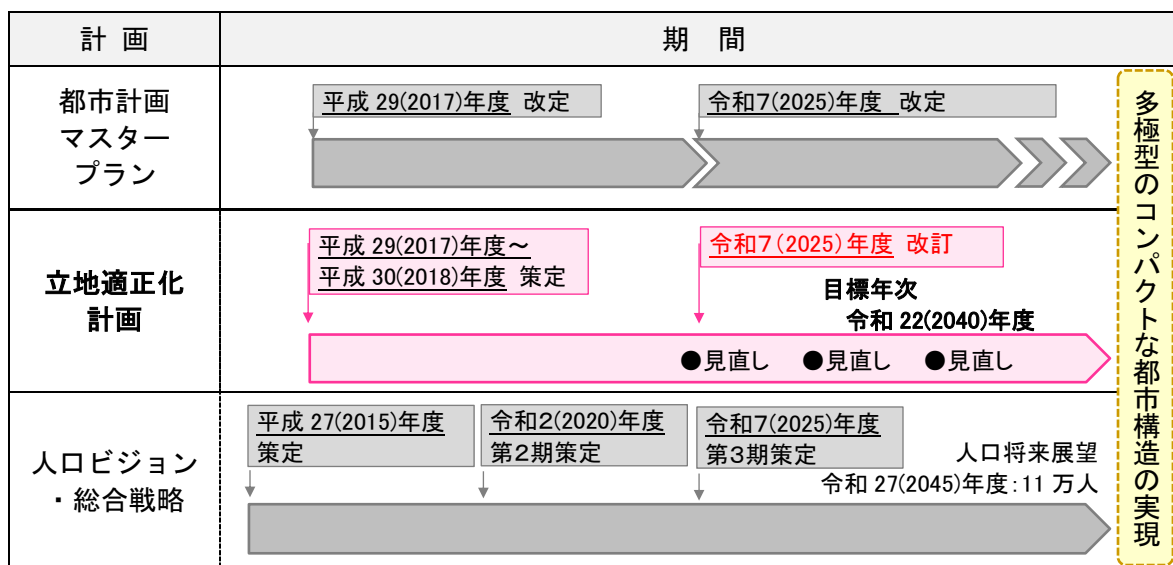 計 画
期 間
都市計画
マスター
プラン
平成 29(2017)年度 改定
令和7(2025)年度 改定
立地適正化
計画
平成 29(2017)年度～
平成 30(2018)年度 策定
令和7(2025)年度 改訂
目標年次
令和 22(2040)年度
●見直し ●見直し ●見直し
人口ビジョン
・総合戦略
平成 27(2015)年度
策定
令和2(2020)年度
第2期策定
令和7(2025)年度
第3期策定
人口将来展望
令和 27(2045)年度:11 万人
多極型のコンパクトな都市構造の実現